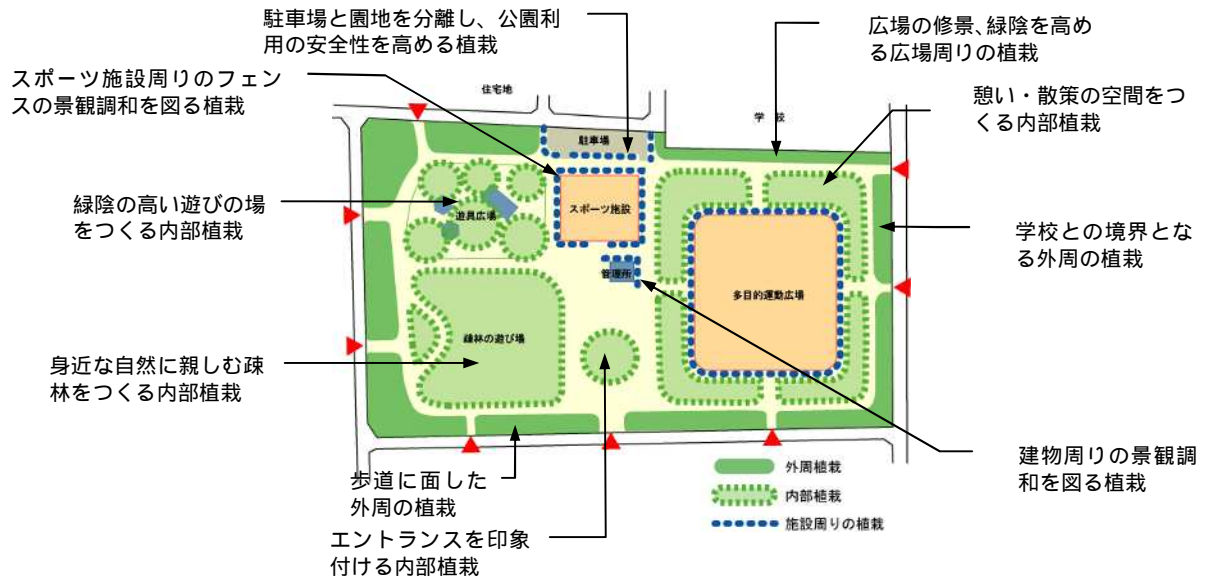 駐車場と園地を分離し、公園利
用の安全性を高める植栽
広場の修景、緑陰を高め
る広場周りの植栽
スポーツ施設周りのフェン
スの景観調和を図る植栽
憩い・散策の空間をつ
くる内部植栽
緑陰の高い遊びの場
をつくる内部植栽
学校との境界とな
る外周の植栽
身近な自然に親しむ疎
林をつくる内部植栽
建物周りの景観調
和を図る植栽
歩道に面した
外周の植栽
エントランスを印象
付ける内部植栽
住宅地
学 校
駐車場
遊具広場
スポーツ施設
管理所
多目的運動広場
疎林の遊び場
外周植栽
内部植栽
施設周りの植栽